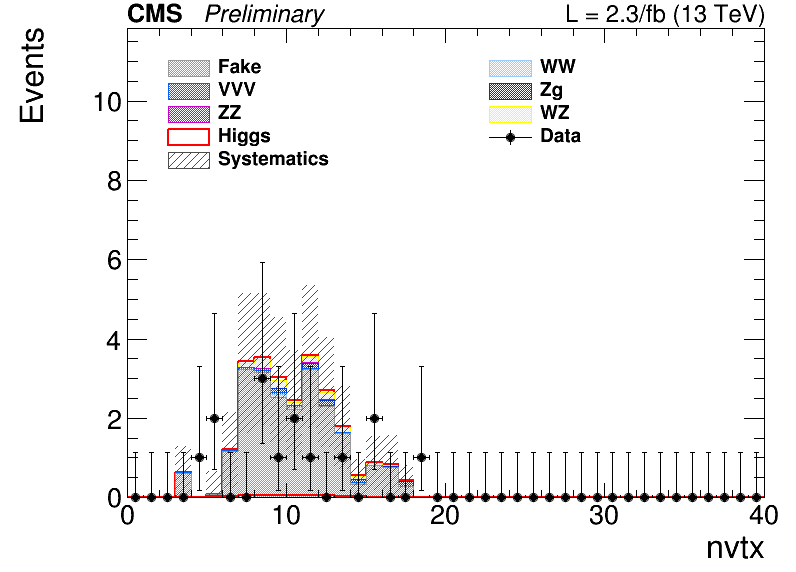 CMS Preliminary L = 2.3/fb (13 TeV)
Events
Fake WW
VVV Zg
ZZ WZ
Higgs Data
Systematics
10
8
6
4
2
0
0 10 20 30 40
nvtx